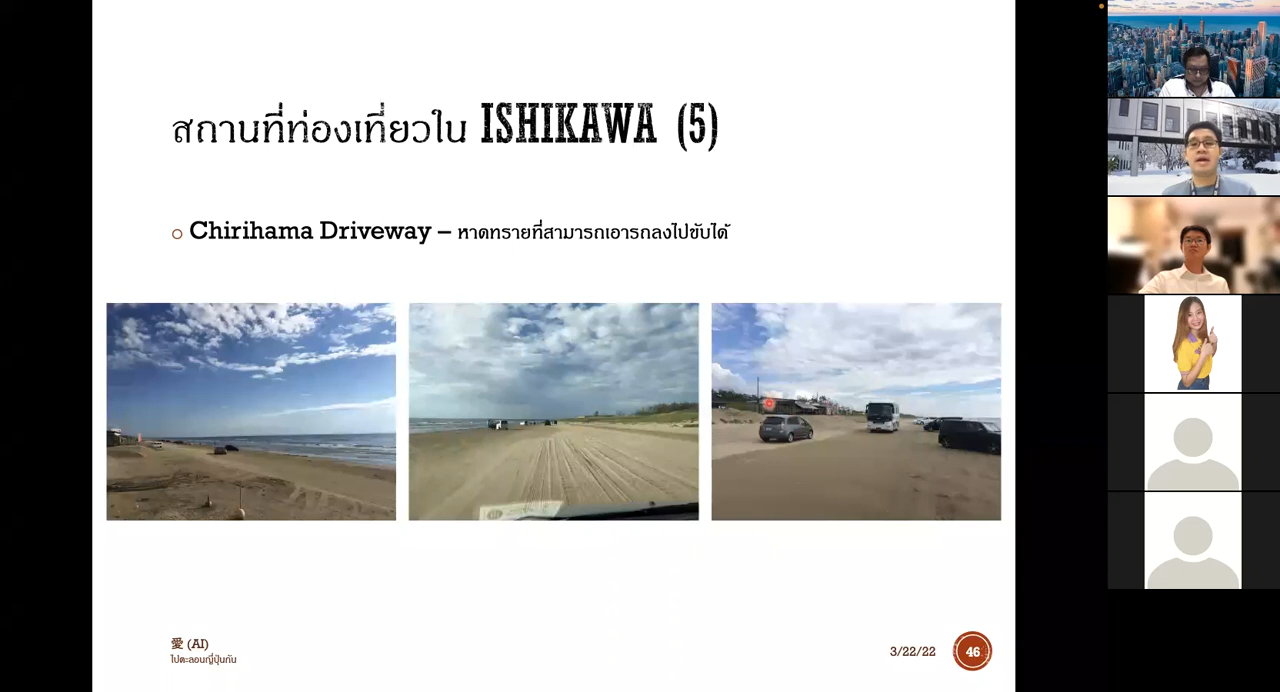 สถานที่ท่องเที่ยวใน ISHIKAWA (5)
Chirihama Driveway – หาดทรายที่สามารถเอารถลงไปขับได้
愛 (AI)
ไปตะลอนญี่ปุ่นกัน
3/22/22
46